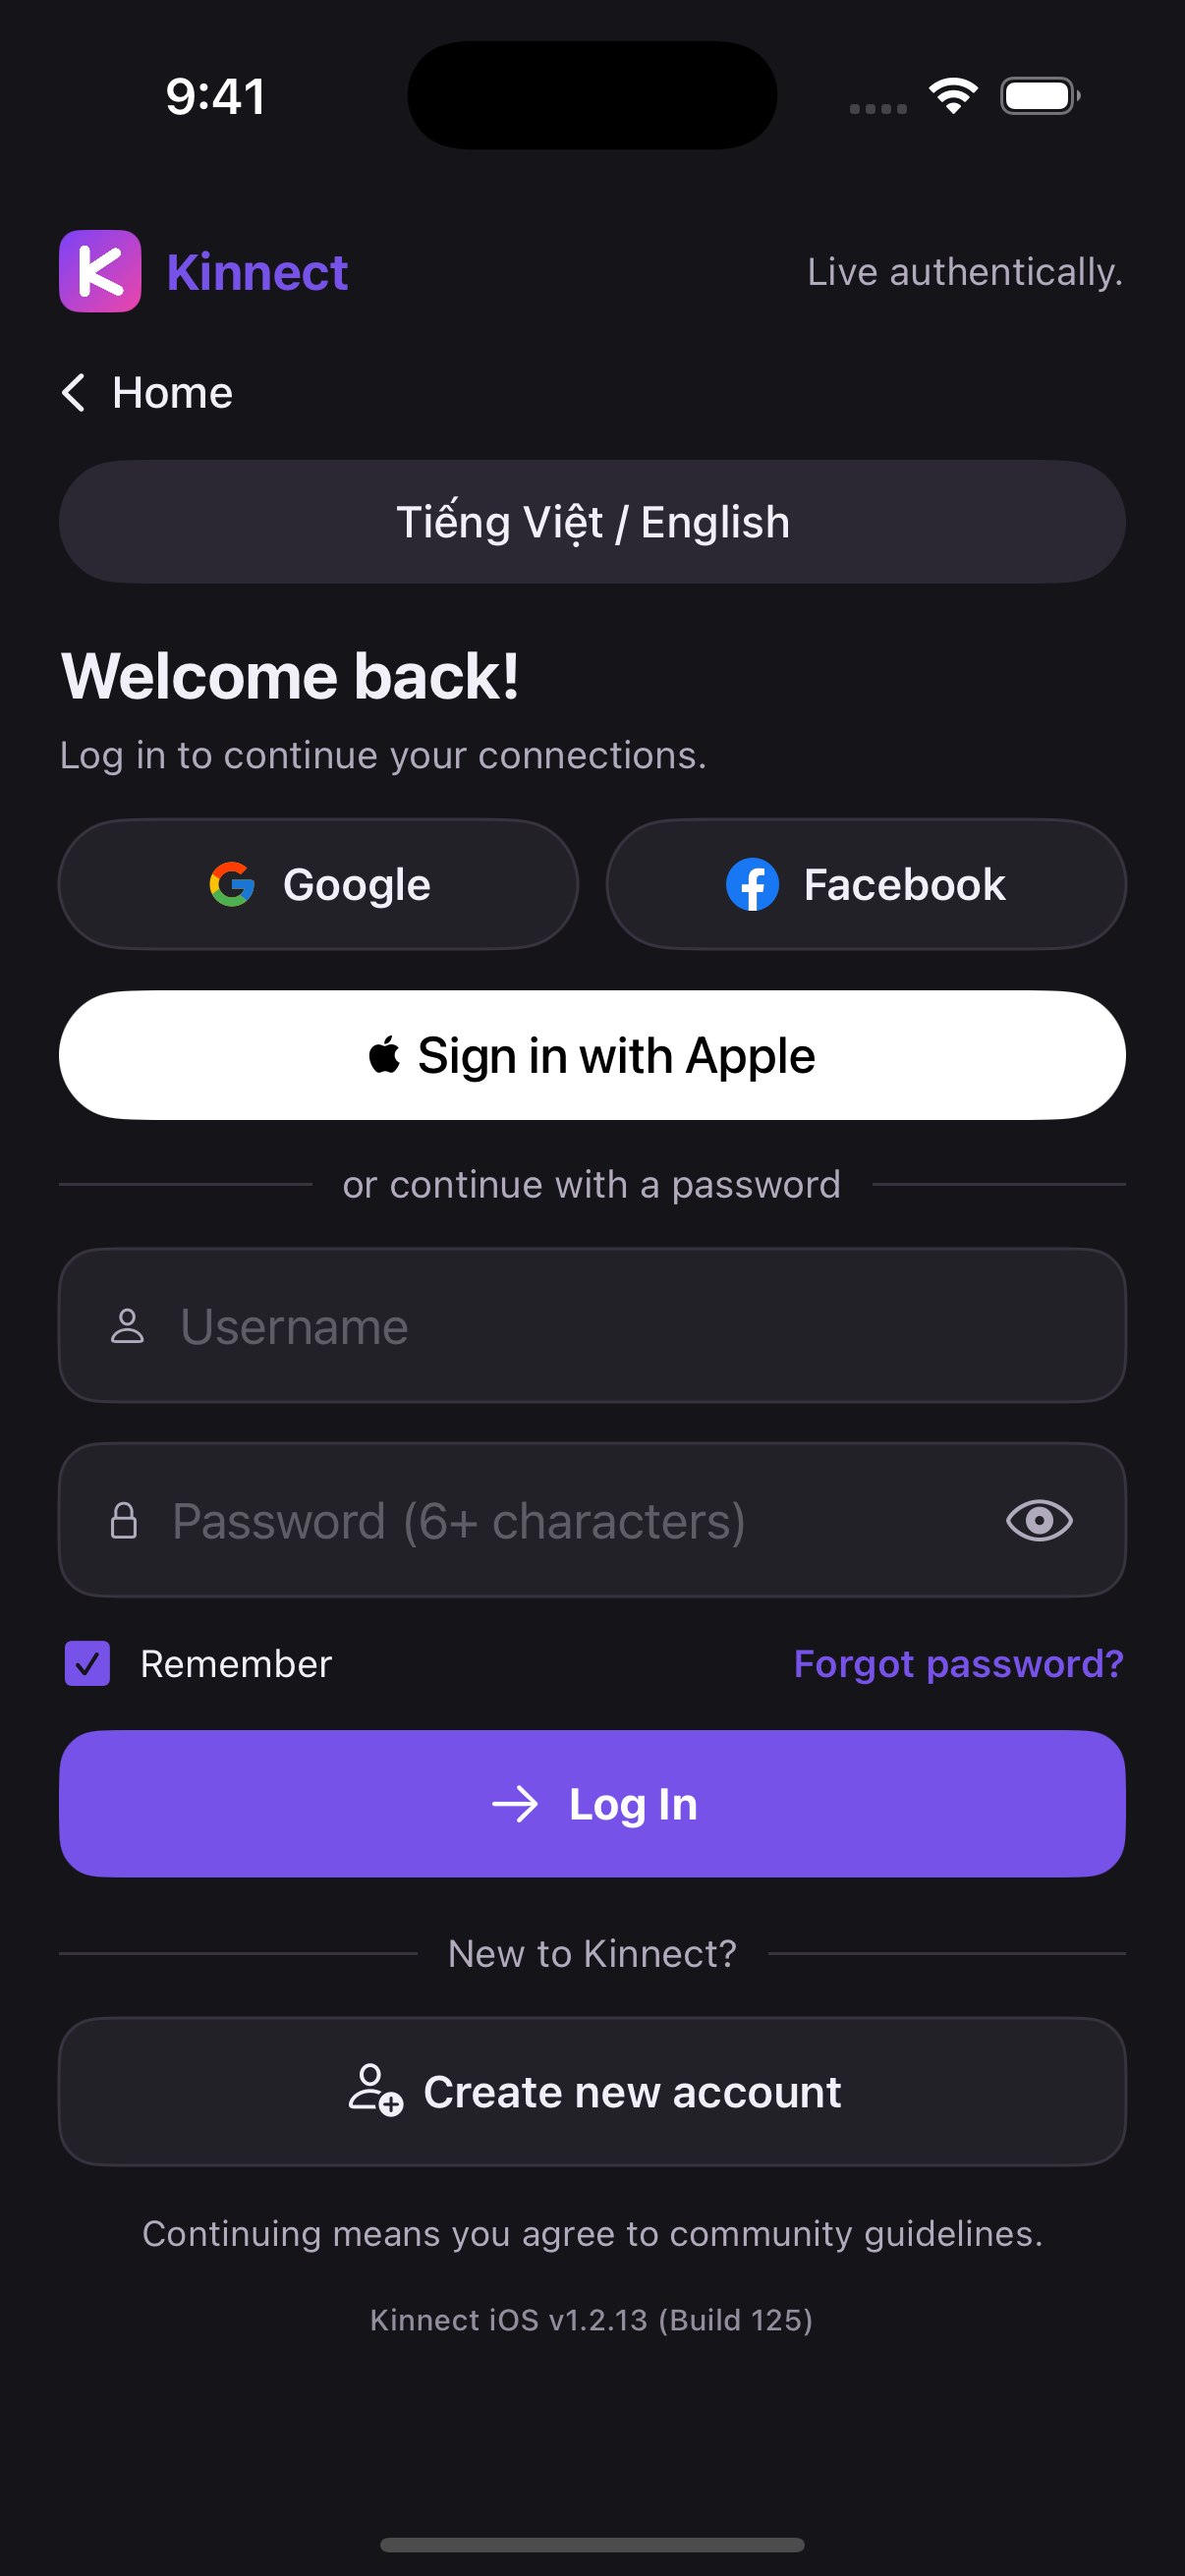 9:41
Kinnect
Live authentically.
Home
Tiếng Việt / English
Welcome back!
Log in to continue your connections.
Google
Facebook
Sign in with Apple
or continue with a password
Username
Password (6+ characters)
Remember
Forgot password?
Log In
New to Kinnect?
Create new account
Continuing means you agree to community guidelines.
Kinnect iOS v1.2.13 (Build 125)